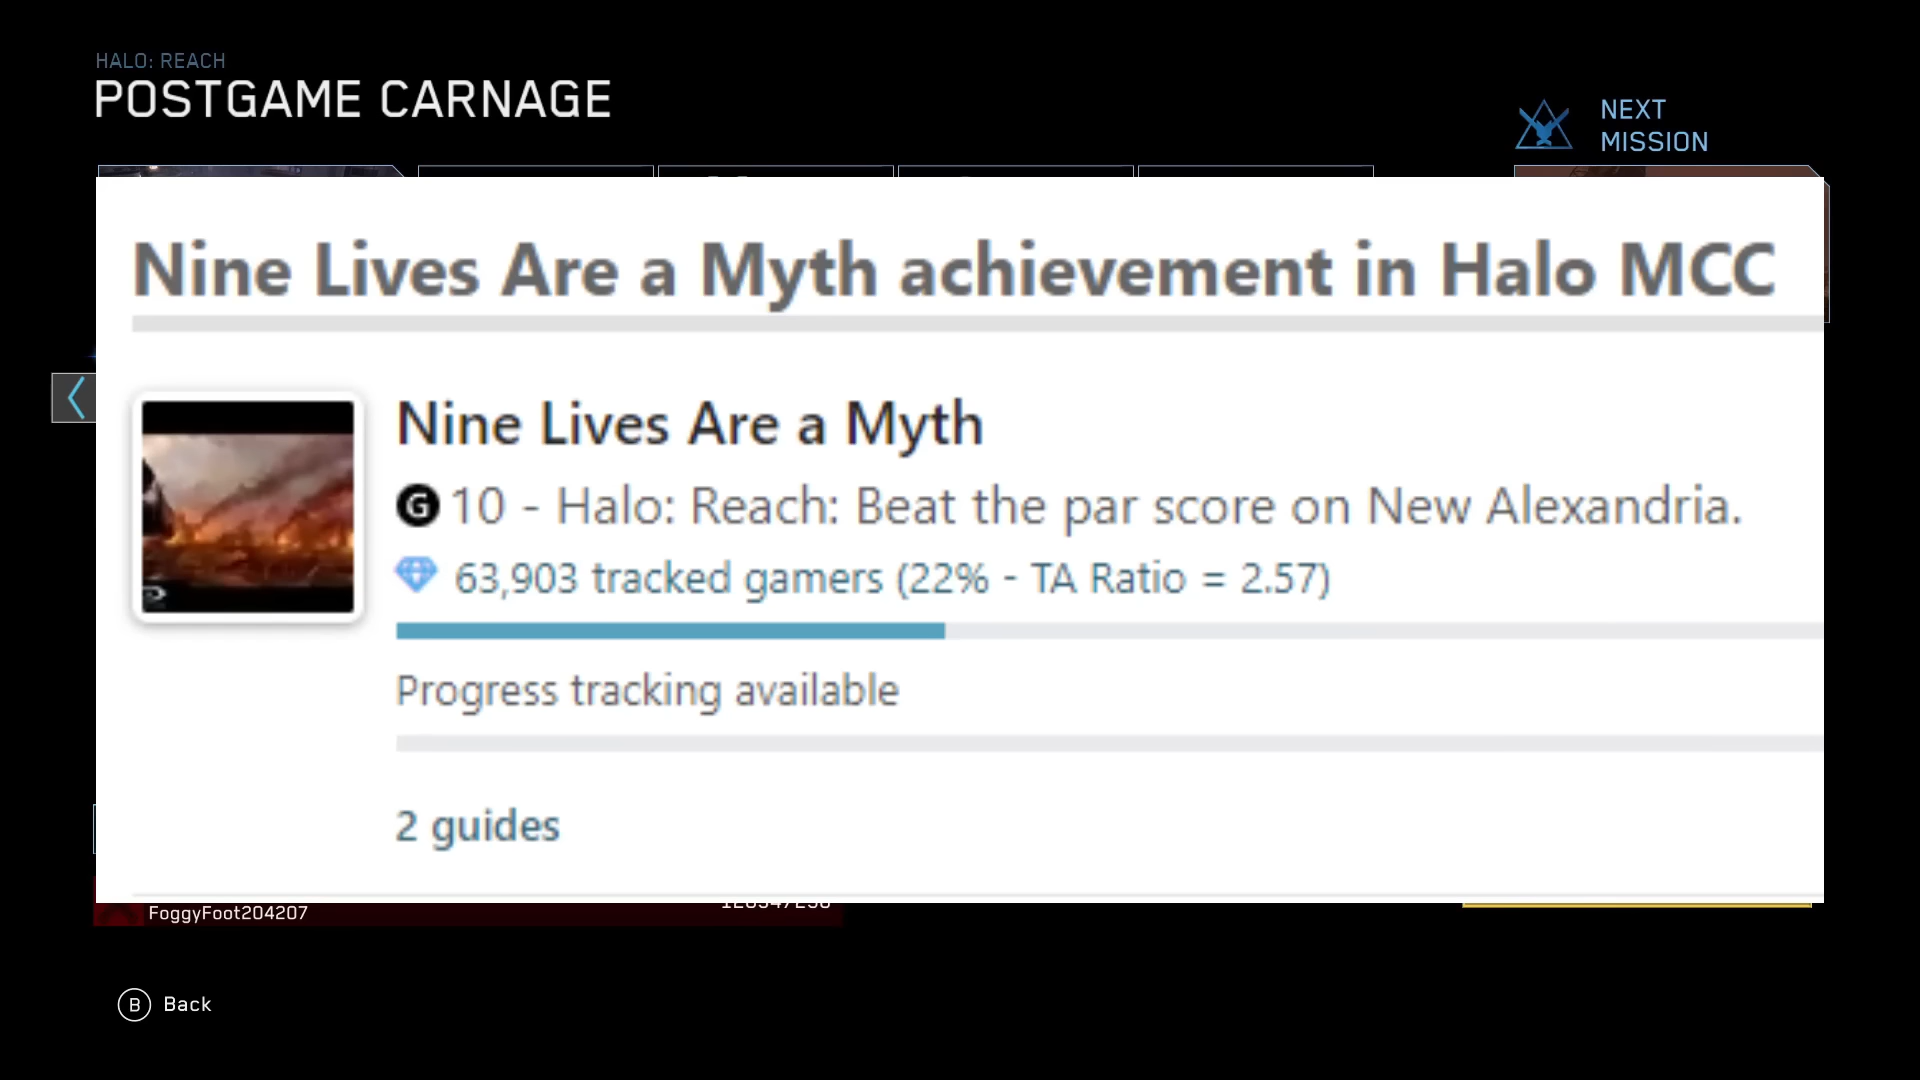 HALO: REACH
POSTGAME CARNAGE
NEXT
MISSION
Nine Lives Are a Myth achievement in Halo MCC
Nine Lives Are a Myth
G 10 - Halo: Reach: Beat the par score on New Alexandria.
63,903 tracked gamers (22% - TA Ratio = 2.57)
Progress tracking available
2 guides
FoggyFoot204207
B Back